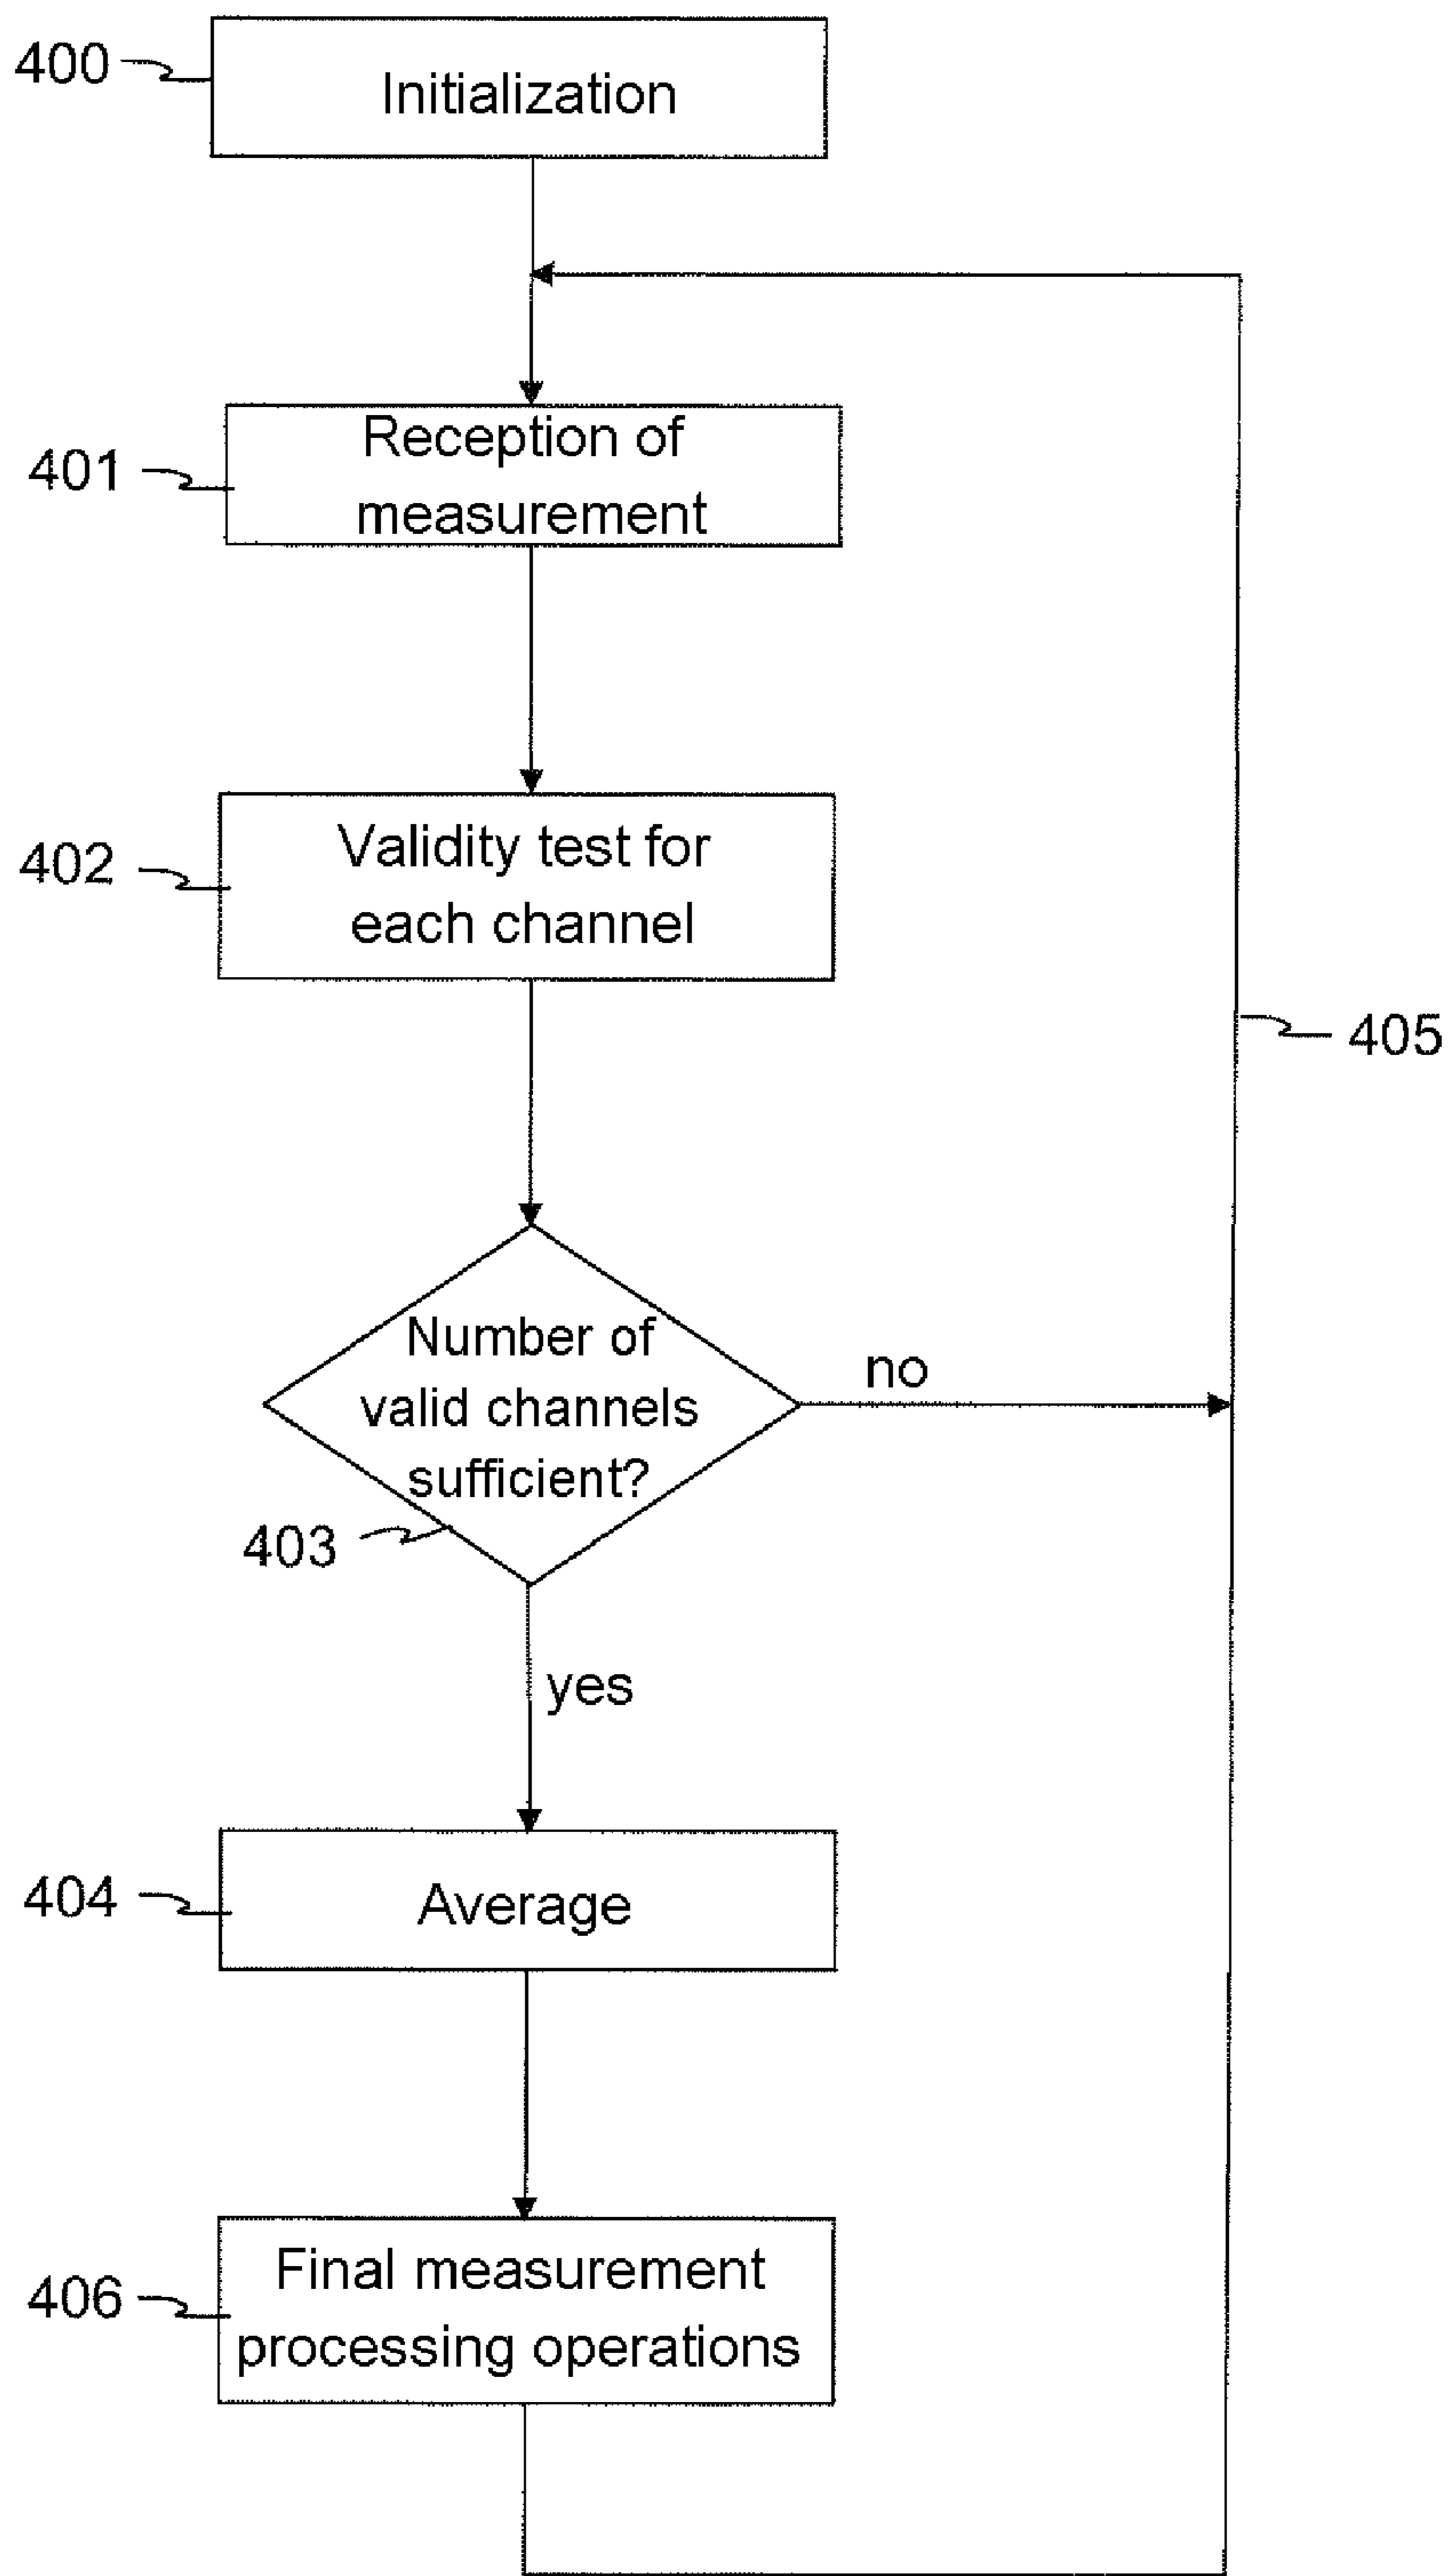 400
Initialization
401
Reception of
measurement
402
Validity test for
each channel
405
Number of
valid channels
sufficient?
no
403
yes
404
Average
406
Final measurement
processing operations